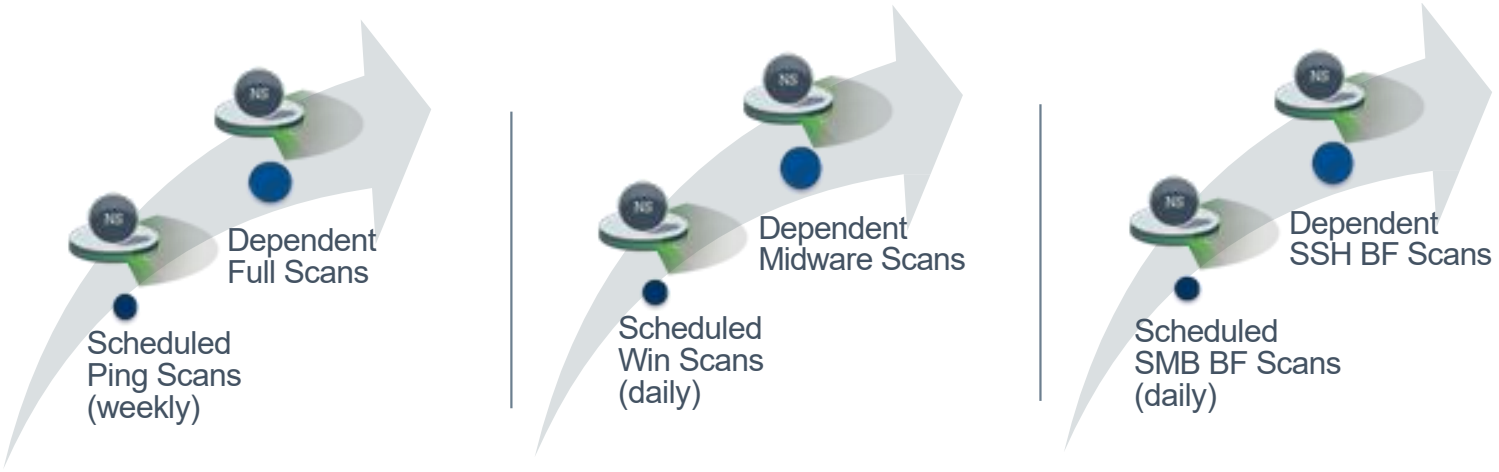 NS
NS
Dependent
Full Scans
Scheduled
Ping Scans
(weekly)
NS
NS
Dependent
Midware Scans
Scheduled
Win Scans
(daily)
NS
NS
Dependent
SSH BF Scans
Scheduled
SMB BF Scans
(daily)